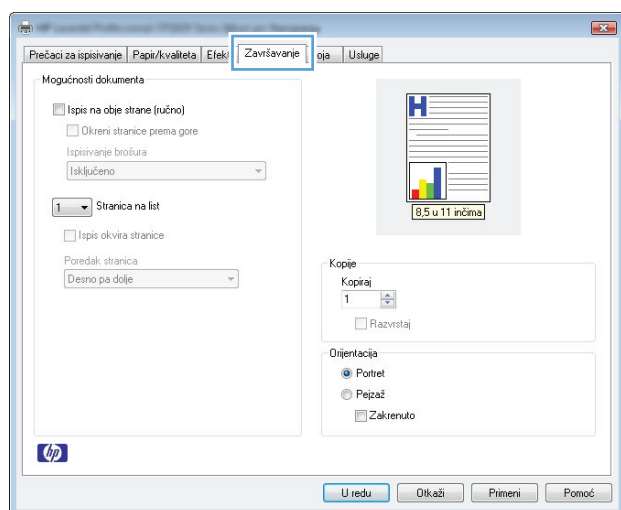 Prečaci za ispisivanje Papir/kvaliteta Efek Završavanje oja Usluge
Mogućnosti dokumenta
Ispis na obje strane (ručno)
Okreni stranice prema gore
Ispisivanje brošura
Isključeno
1 Stranica na list
Ispis okvira stranice
Poredak stranica
Desno pa dolje
H
8,5 u 11 inčima
Kopije
Kopiraj
1
Razvrstaj
Orijentacija
Portret
Pejzaž
Zakrenuto
hp
U redu Otkaži Primeni Pomoć